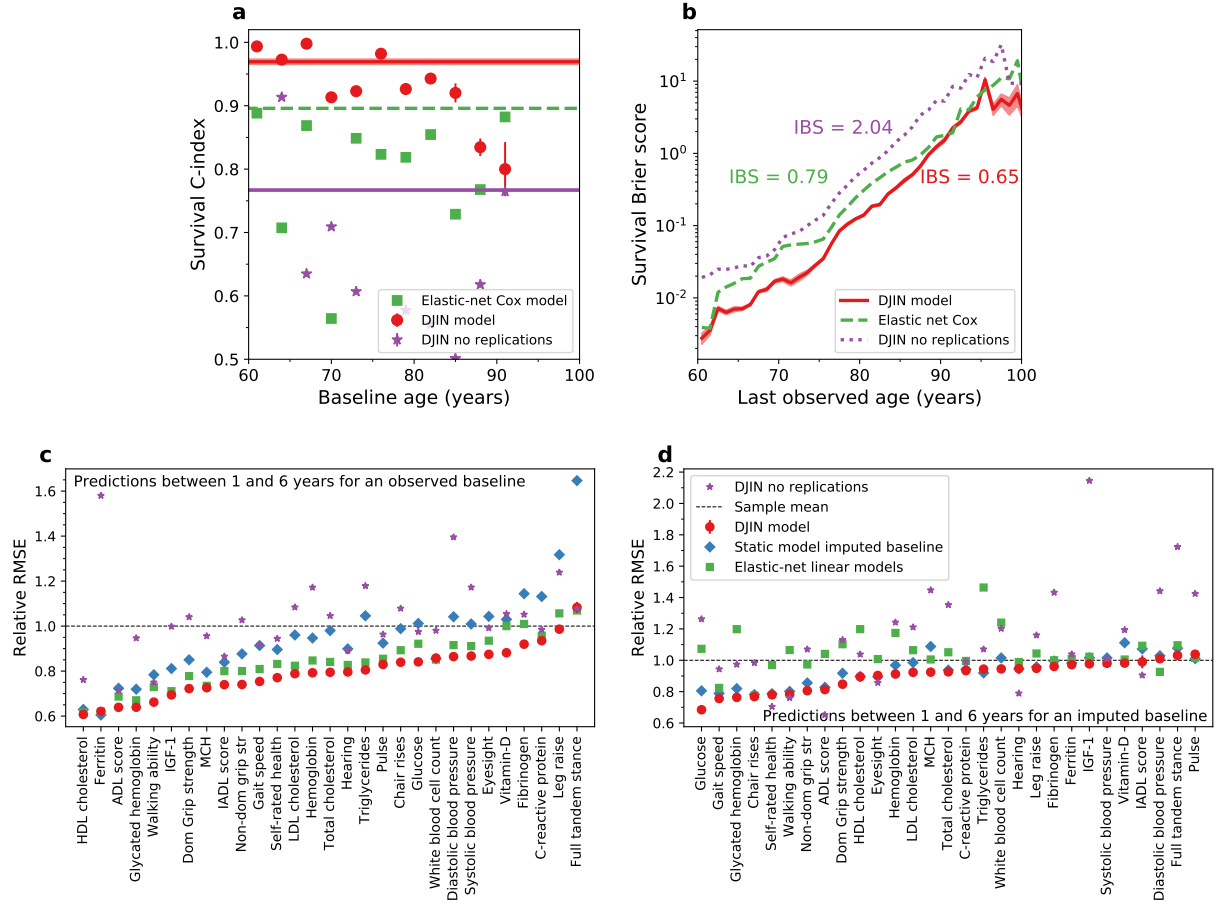 a
1.0
0.9
0.8
0.7
0.6
0.5
Survival C-index
60
70
80
90
100
Baseline age (years)
Elastic-net Cox model
DJIN model
DJIN no replications
b
10¹
10⁰
10⁻¹
10⁻²
Survival Brier score
IBS = 2.04
IBS = 0.79
IBS = 0.65
DJIN model
Elastic net Cox
DJIN no replications
60
70
80
90
100
Last observed age (years)
c
Predictions between 1 and 6 years for an observed baseline
1.6
1.4
1.2
1.0
0.8
0.6
Relative RMSE
HDL cholesterol
Ferritin
ADL score
Glycated hemoglobin
Walking ability
IGF-1
Dom Grip strength
MCH
IADL score
Non-dom grip str
Gait speed
Self-rated health
LDL cholesterol
Hemoglobin
Total cholesterol
Hearing
Triglycerides
Pulse
Chair rises
Glucose
White blood cell count
Diastolic blood pressure
Systolic blood pressure
Eyesight
Vitamin-D
Fibrinogen
C-reactive protein
Leg raise
Full tandem stance
d
2.2
2.0
1.8
1.6
1.4
1.2
1.0
0.8
0.6
Relative RMSE
DJIN no replications
Sample mean
DJIN model
Static model imputed baseline
Elastic-net linear models
Predictions between 1 and 6 years for an imputed baseline
Glucose
Gait speed
Glycated hemoglobin
Chair rises
Self-rated health
Walking ability
Non-dom grip str
ADL score
Dom Grip strength
HDL cholesterol
Eyesight
Hemoglobin
LDL cholesterol
MCH
Total cholesterol
C-reactive protein
Triglycerides
White blood cell count
Hearing
Leg raise
Fibrinogen
Ferritin
IGF-1
Systolic blood pressure
Vitamin-D
IADL score
Diastolic blood pressure
Full tandem stance
Pulse